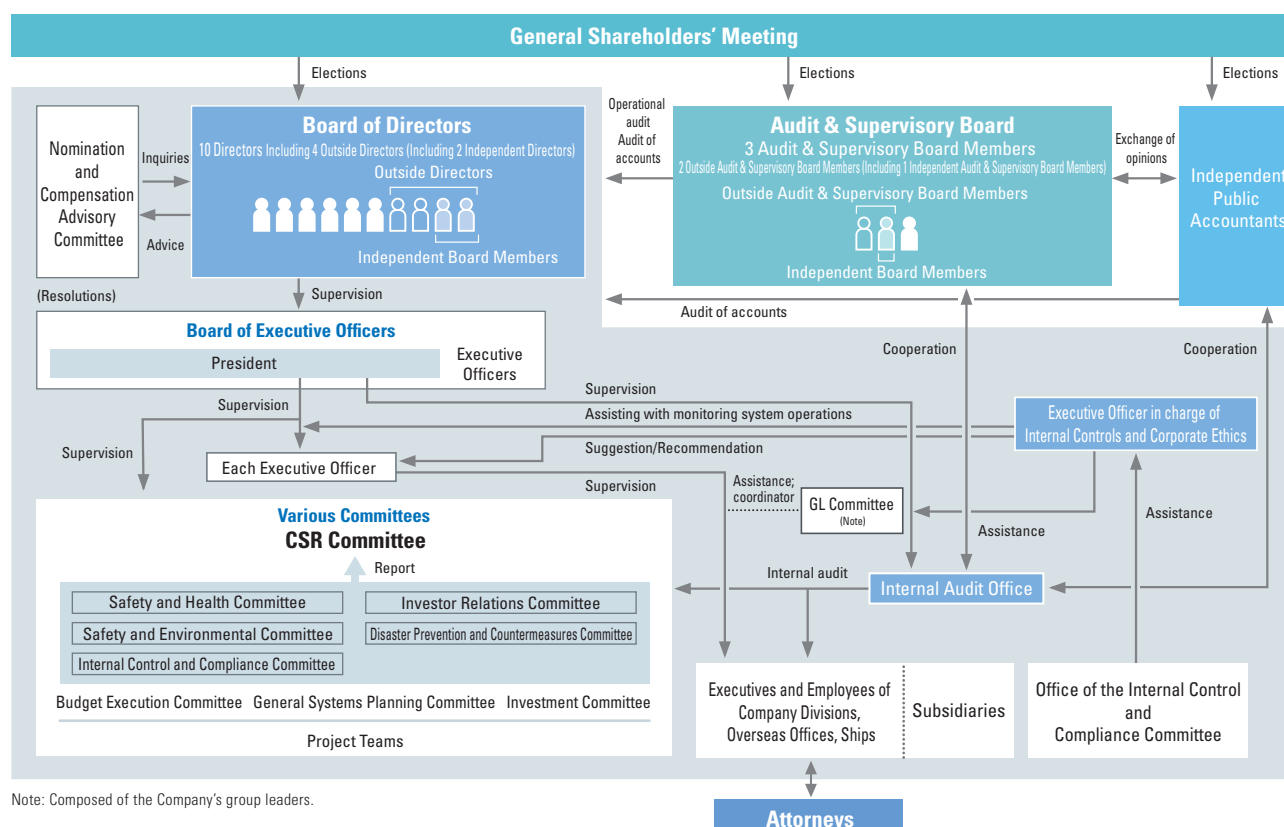 General Shareholders' Meeting
Elections
Elections
Elections
Nomination
and
Compensation
Advisory
Committee
Inquiries
Advice
Board of Directors
10 Directors Including 4 Outside Directors (Including 2 Independent Directors)
Outside Directors
Independent Board Members
Operational
audit
Audit of
accounts
Audit & Supervisory Board
3 Audit & Supervisory Board Members
2 Outside Audit & Supervisory Board Members (Including 1 Independent Audit & Supervisory Board Members)
Outside Audit & Supervisory Board Members
Independent Board Members
Exchange of
opinions
Independent
Public
Accountants
(Resolutions)
Supervision
Audit of accounts
Board of Executive Officers
President
Executive
Officers
Cooperation
Cooperation
Supervision
Supervision
Assisting with monitoring system operations
Executive Officer in charge of
Internal Controls and Corporate Ethics
Supervision
Suggestion/Recommendation
Each Executive Officer
Supervision
Assistance;
coordinator
GL Committee
(Note)
Assistance
Assistance
Various Committees
CSR Committee
Report
Internal audit
Internal Audit Office
Safety and Health Committee
Investor Relations Committee
Safety and Environmental Committee
Disaster Prevention and Countermeasures Committee
Internal Control and Compliance Committee
Budget Execution Committee
General Systems Planning Committee
Investment Committee
Project Teams
Executives and Employees of
Company Divisions,
Overseas Offices, Ships
Subsidiaries
Office of the Internal Control
and
Compliance Committee
Note: Composed of the Company's group leaders.
Attorneys